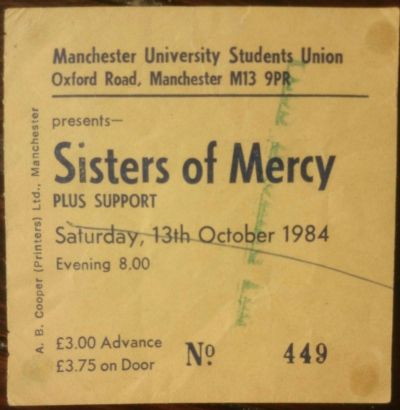 Manchester University Students Union
Oxford Road, Manchester M13 9PR
presents—
Sisters of Mercy
PLUS SUPPORT
Saturday, 13th October 1984
Evening 8.00
£3.00 Advance
£3.75 on Door
Nº 449
A. B. Cooper (Printers) Ltd., Manchester